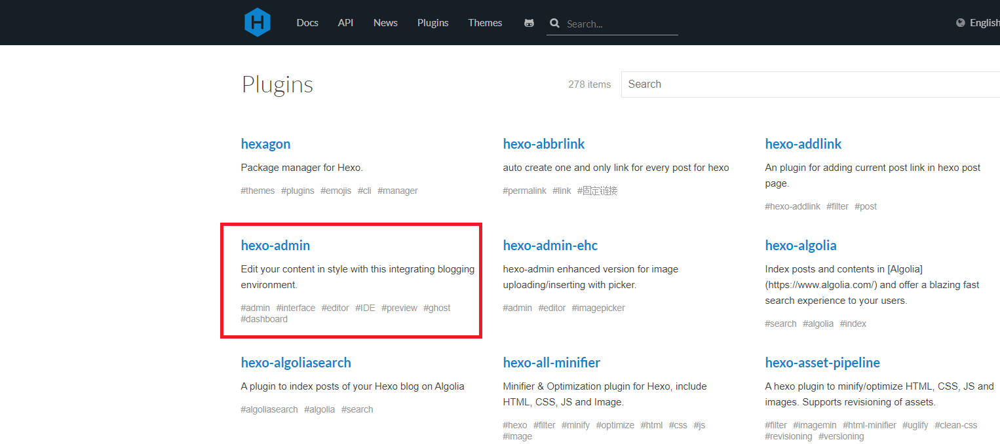 H
Docs API News Plugins Themes Search... English
Plugins
278 items Search
hexagon
Package manager for Hexo.
#themes #plugins #emojis #cli #manager
hexo-abbrlink
auto create one and only link for every post for hexo
#permalink #link #固定链接
hexo-addlink
An plugin for adding current post link in hexo post
page.
#hexo-addlink #filter #post
hexo-admin
Edit your content in style with this integrating blogging
environment.
#admin #interface #editor #IDE #preview #ghost
#dashboard
hexo-admin-ehc
hexo-admin enhanced version for image
uploading/inserting with picker.
#admin #editor #imagepicker
hexo-algolia
Index posts and contents in [Algolia]
(https://www.algolia.com/) and offer a blazing fast
search experience to your users.
#search #algolia #index
hexo-algoliasearch
A plugin to index posts of your Hexo blog on Algolia
#algoliasearch #algolia #search
hexo-all-minifier
Minifier & Optimization plugin for Hexo, include
HTML, CSS, JS and Image.
#hexo #filter #minify #optimize #html #css #js
#image
hexo-asset-pipeline
A hexo plugin to minify/optimize HTML, CSS, JS and
images. Supports revisioning of assets.
#filter #imagemin #html-minifier #uglify #clean-css
#revisioning #versioning